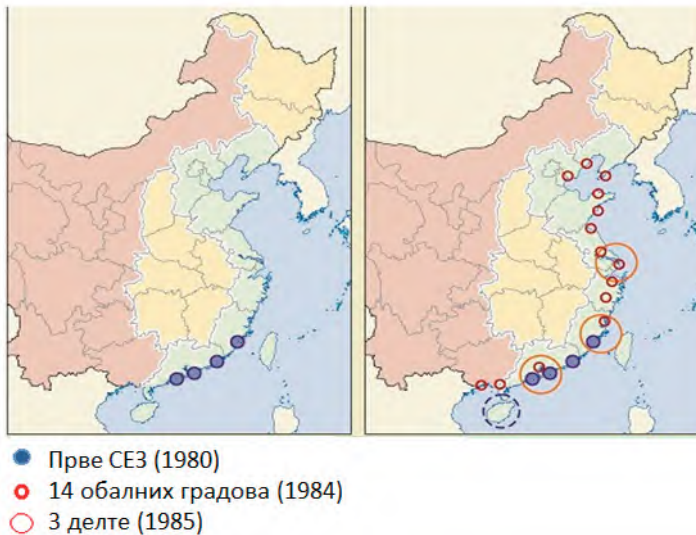 Прве СЕЗ (1980)
14 обалних градова (1984)
3 делте (1985)